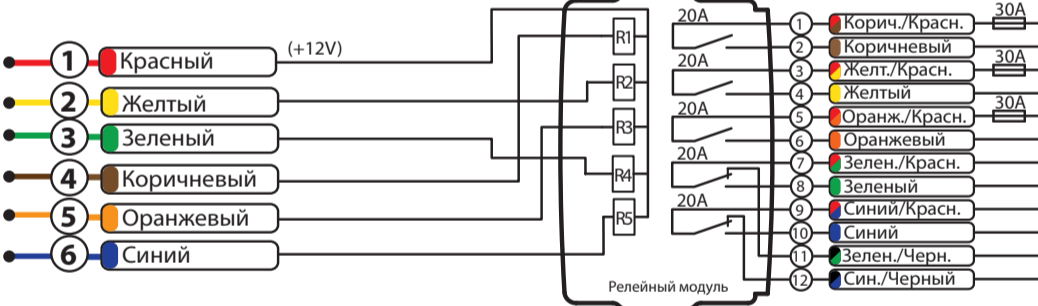 1 Красный (+12V)
2 Желтый
3 Зеленый
4 Коричневый
5 Оранжевый
6 Синий
R1
R2
R3
R4
R5
20A
20A
20A
20A
20A
Релейный модуль
1 Корич./Красн. 30A
2 Коричневый
3 Желт./Красн. 30A
4 Желтый
5 Оранж./Красн. 30A
6 Оранжевый
7 Зелен./Красн.
8 Зеленый
9 Синий/Красн.
10 Синий
11 Зелен./Черн.
12 Син./Черный